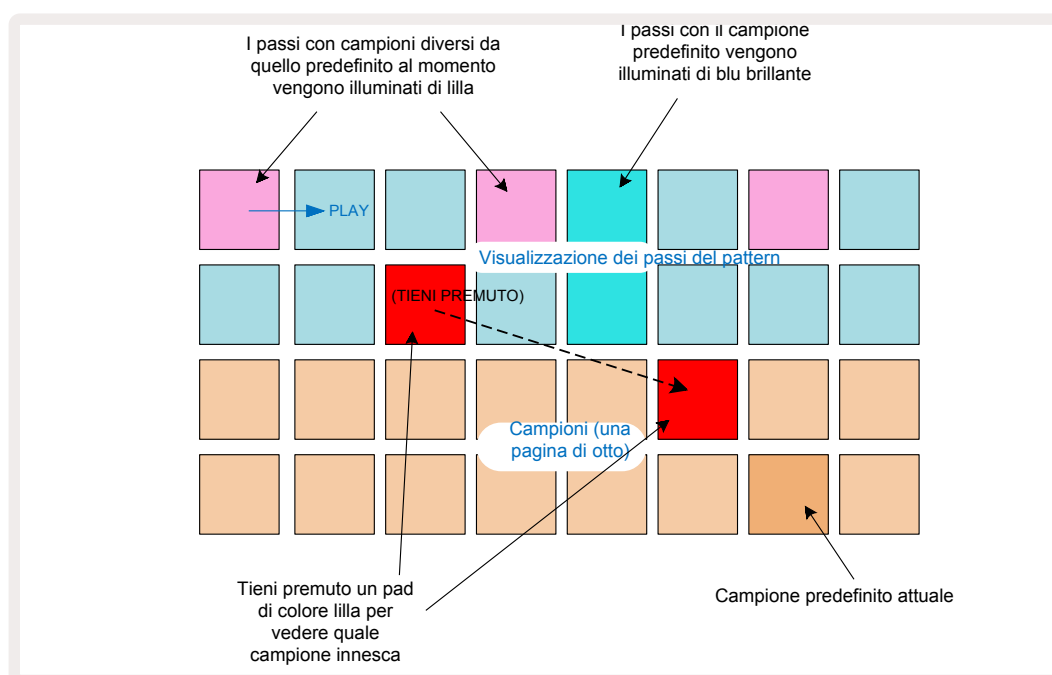 I passi con campioni diversi da
quello predefinito al momento
vengono illuminati di lilla
I passi con il campione
predefinito vengono
illuminati di blu brillante
PLAY
Visualizzazione dei passi del pattern
(TIENI PREMUTO)
Campioni (una
pagina di otto)
Tieni premuto un pad
di colore lilla per
vedere quale
campione innesca
Campione predefinito attuale